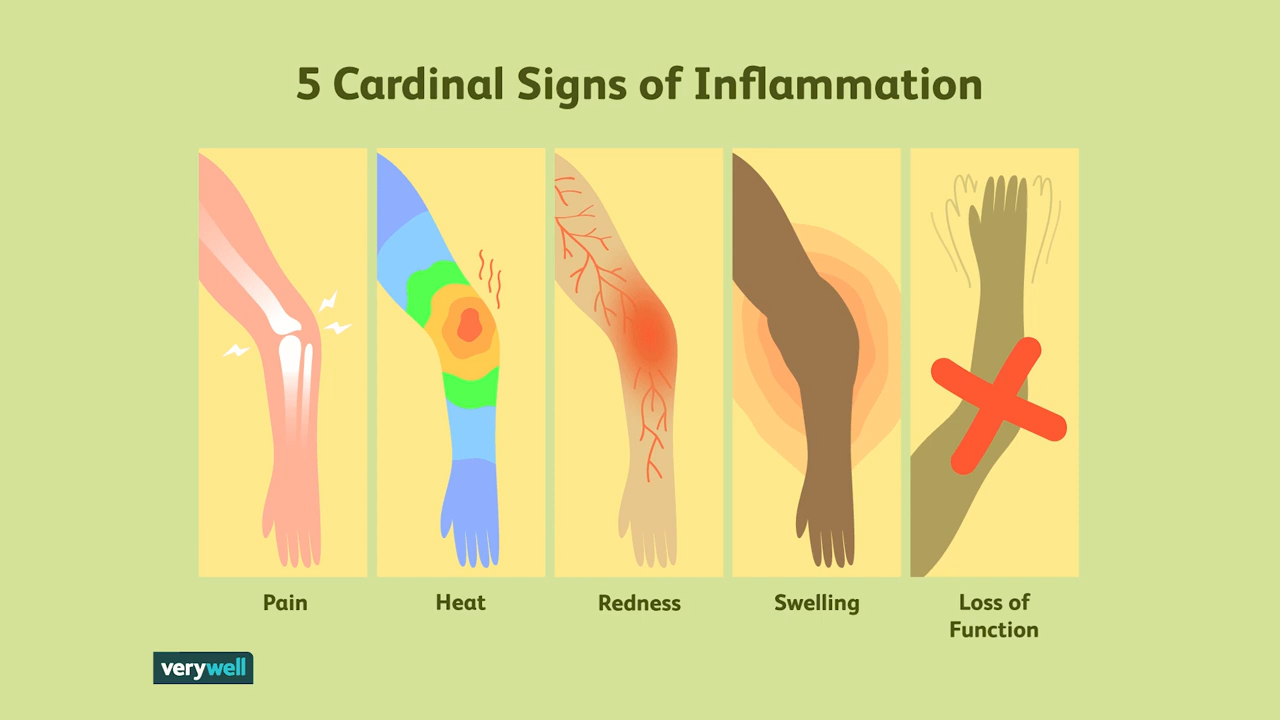 5 Cardinal Signs of Inflammation
Pain
Heat
Redness
Swelling
Loss of
Function
verywell